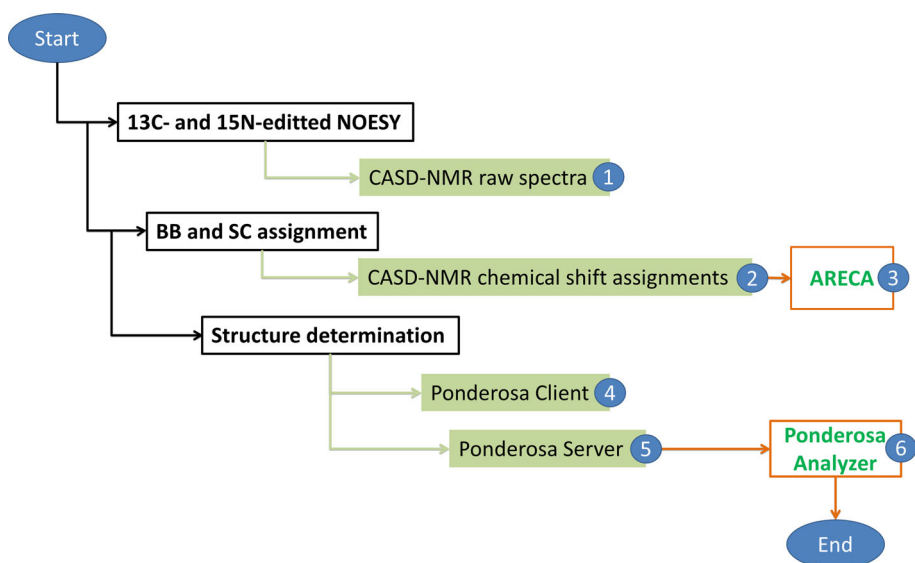 Start
13C- and 15N-editted NOESY
CASD-NMR raw spectra 1
BB and SC assignment
CASD-NMR chemical shift assignments 2
ARECA 3
Structure determination
Ponderosa Client 4
Ponderosa Server 5
Ponderosa
Analyzer 6
End